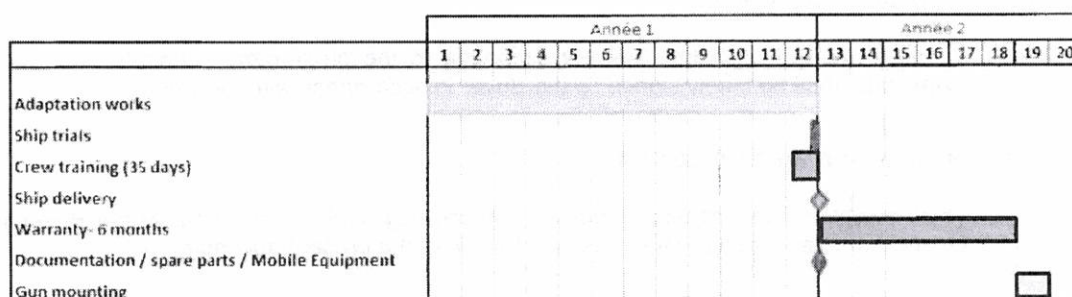 Année 1 Année 2
1 2 3 4 5 6 7 8 9 10 11 12 13 14 15 16 17 18 19 20
Adaptation works
Ship trials
Crew training (35 days)
Ship delivery
Warranty- 6 months
Documentation / spare parts / Mobile Equipment
Gun mounting